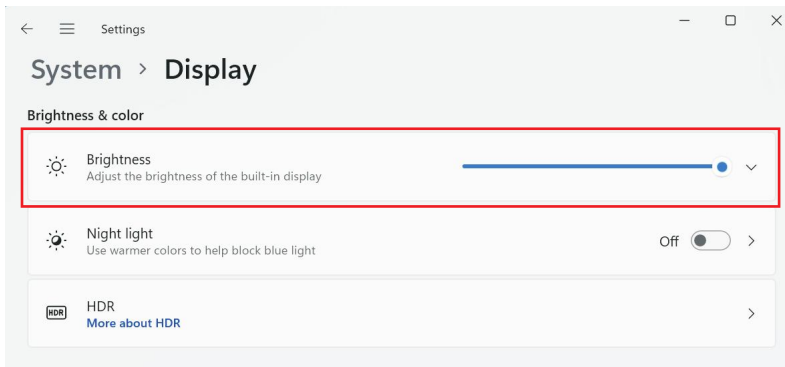 Settings
System > Display
Brightness & color
Brightness
Adjust the brightness of the built-in display
Night light
Use warmer colors to help block blue light
Off
HDR
HDR
More about HDR